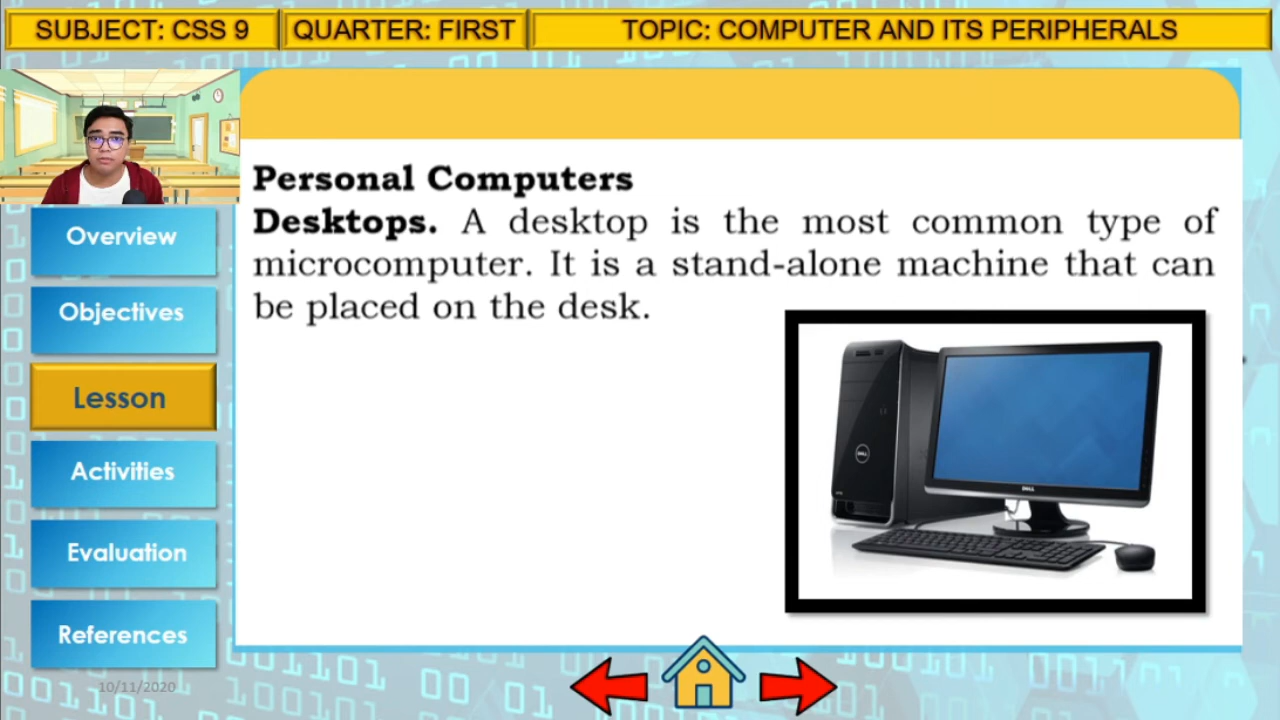 SUBJECT: CSS 9
QUARTER: FIRST
TOPIC: COMPUTER AND ITS PERIPHERALS
Personal Computers
Desktops. A desktop is the most common type of
microcomputer. It is a stand-alone machine that can
be placed on the desk.
Overview
Objectives
Lesson
Activities
Evaluation
References
DELL
DELL
10/11/2020